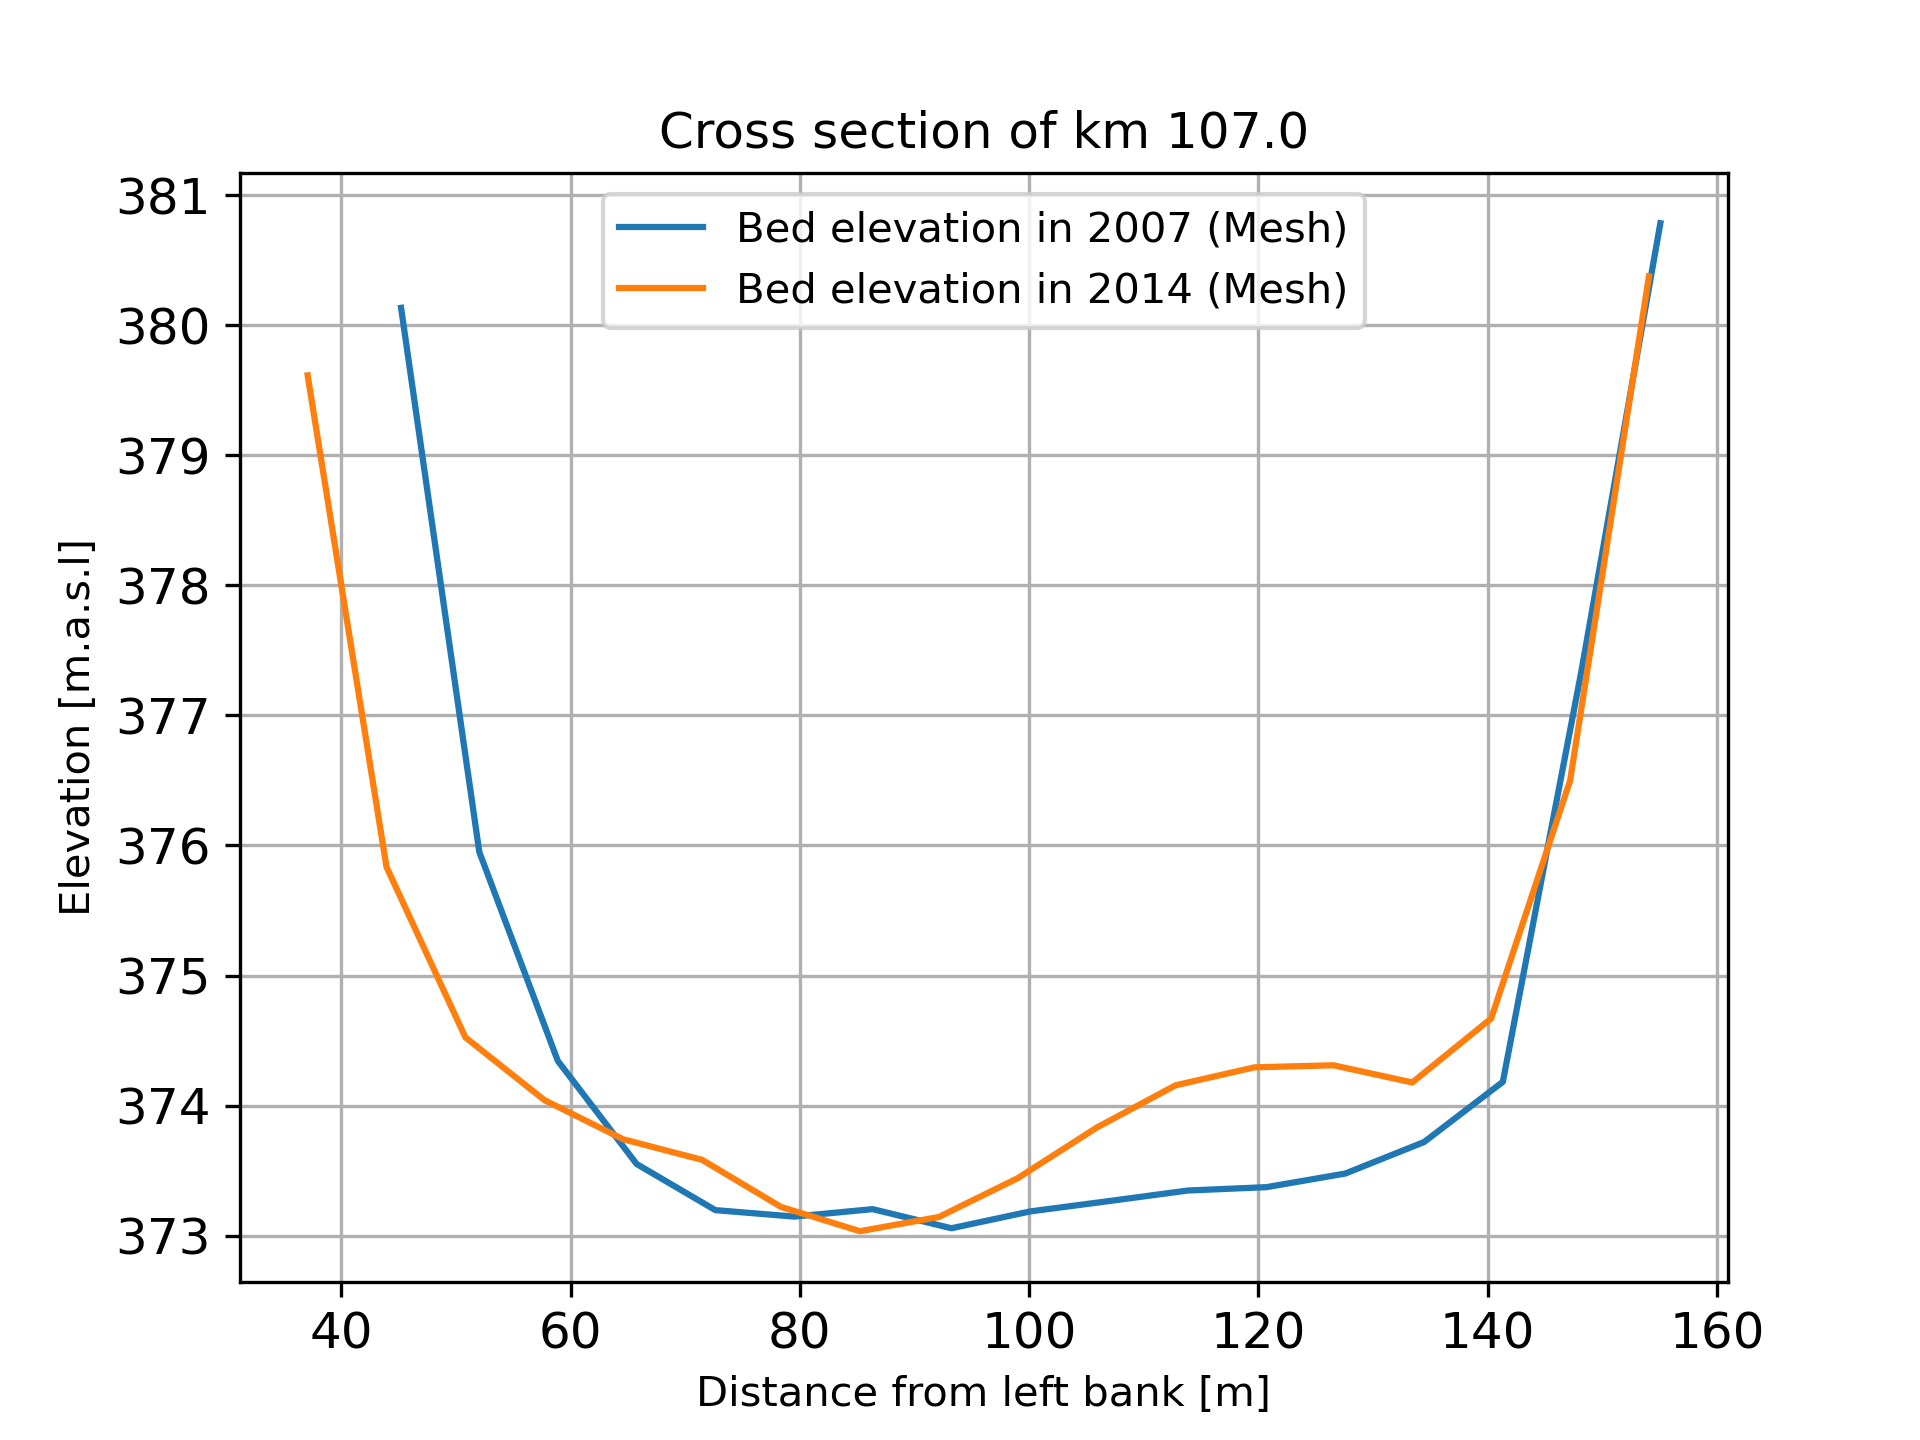 Cross section of km 107.0
Bed elevation in 2007 (Mesh)
Bed elevation in 2014 (Mesh)
381
380
379
378
377
376
375
374
373
Elevation [m.a.s.l]
40 60 80 100 120 140 160
Distance from left bank [m]